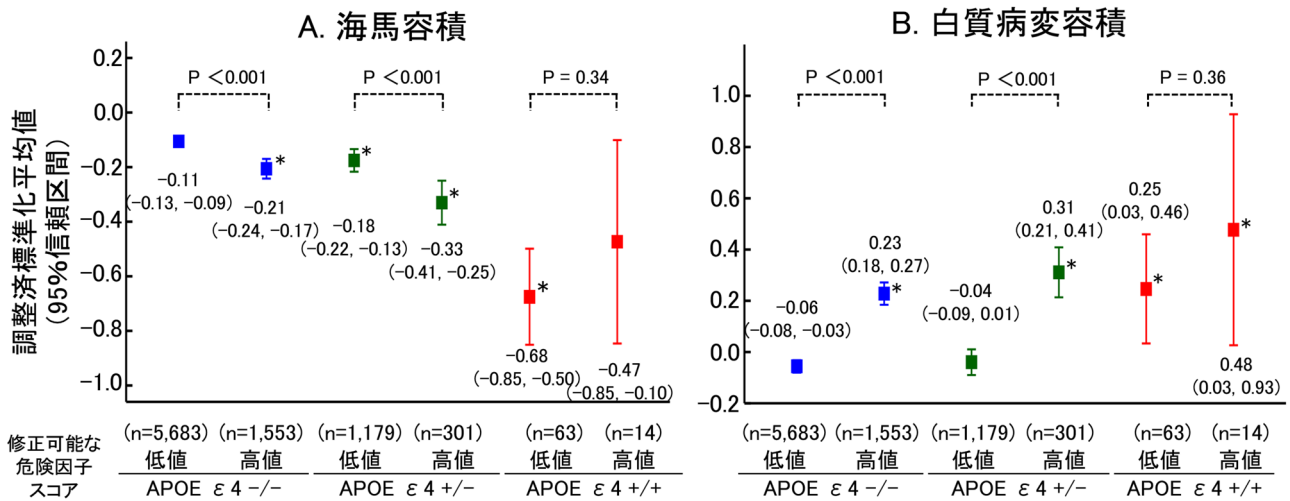 A. 海馬容積
P ＜0.001
P ＜0.001
P = 0.34
調整済標準化平均値
（95％信頼区間）
0.2
0.0
−0.2
−0.4
−0.6
−0.8
−1.0
*
*
*
*
−0.11
（−0.13, −0.09）
−0.21
（−0.24, −0.17）
−0.18
（−0.22, −0.13）
−0.33
（−0.41, −0.25）
−0.68
（−0.85, −0.50）
−0.47
（−0.85, −0.10）
B. 白質病変容積
P ＜0.001
P ＜0.001
P = 0.36
1.0
0.8
0.6
0.4
0.2
0.0
−0.2
−0.06
（−0.08, −0.03）
0.23
（0.18, 0.27）
*
−0.04
（−0.09, 0.01）
0.31
（0.21, 0.41）
*
0.25
（0.03, 0.46）
*
*
0.48
（0.03, 0.93）
修正可能な
危険因子
スコア
（n=5,683） （n=1,553） （n=1,179） （n=301） （n=63） （n=14）
低値 高値 低値 高値 低値 高値
APOE ε4 −/− APOE ε4 +/− APOE ε4 +/+
（n=5,683） （n=1,553） （n=1,179） （n=301） （n=63） （n=14）
低値 高値 低値 高値 低値 高値
APOE ε4 −/− APOE ε4 +/− APOE ε4 +/+